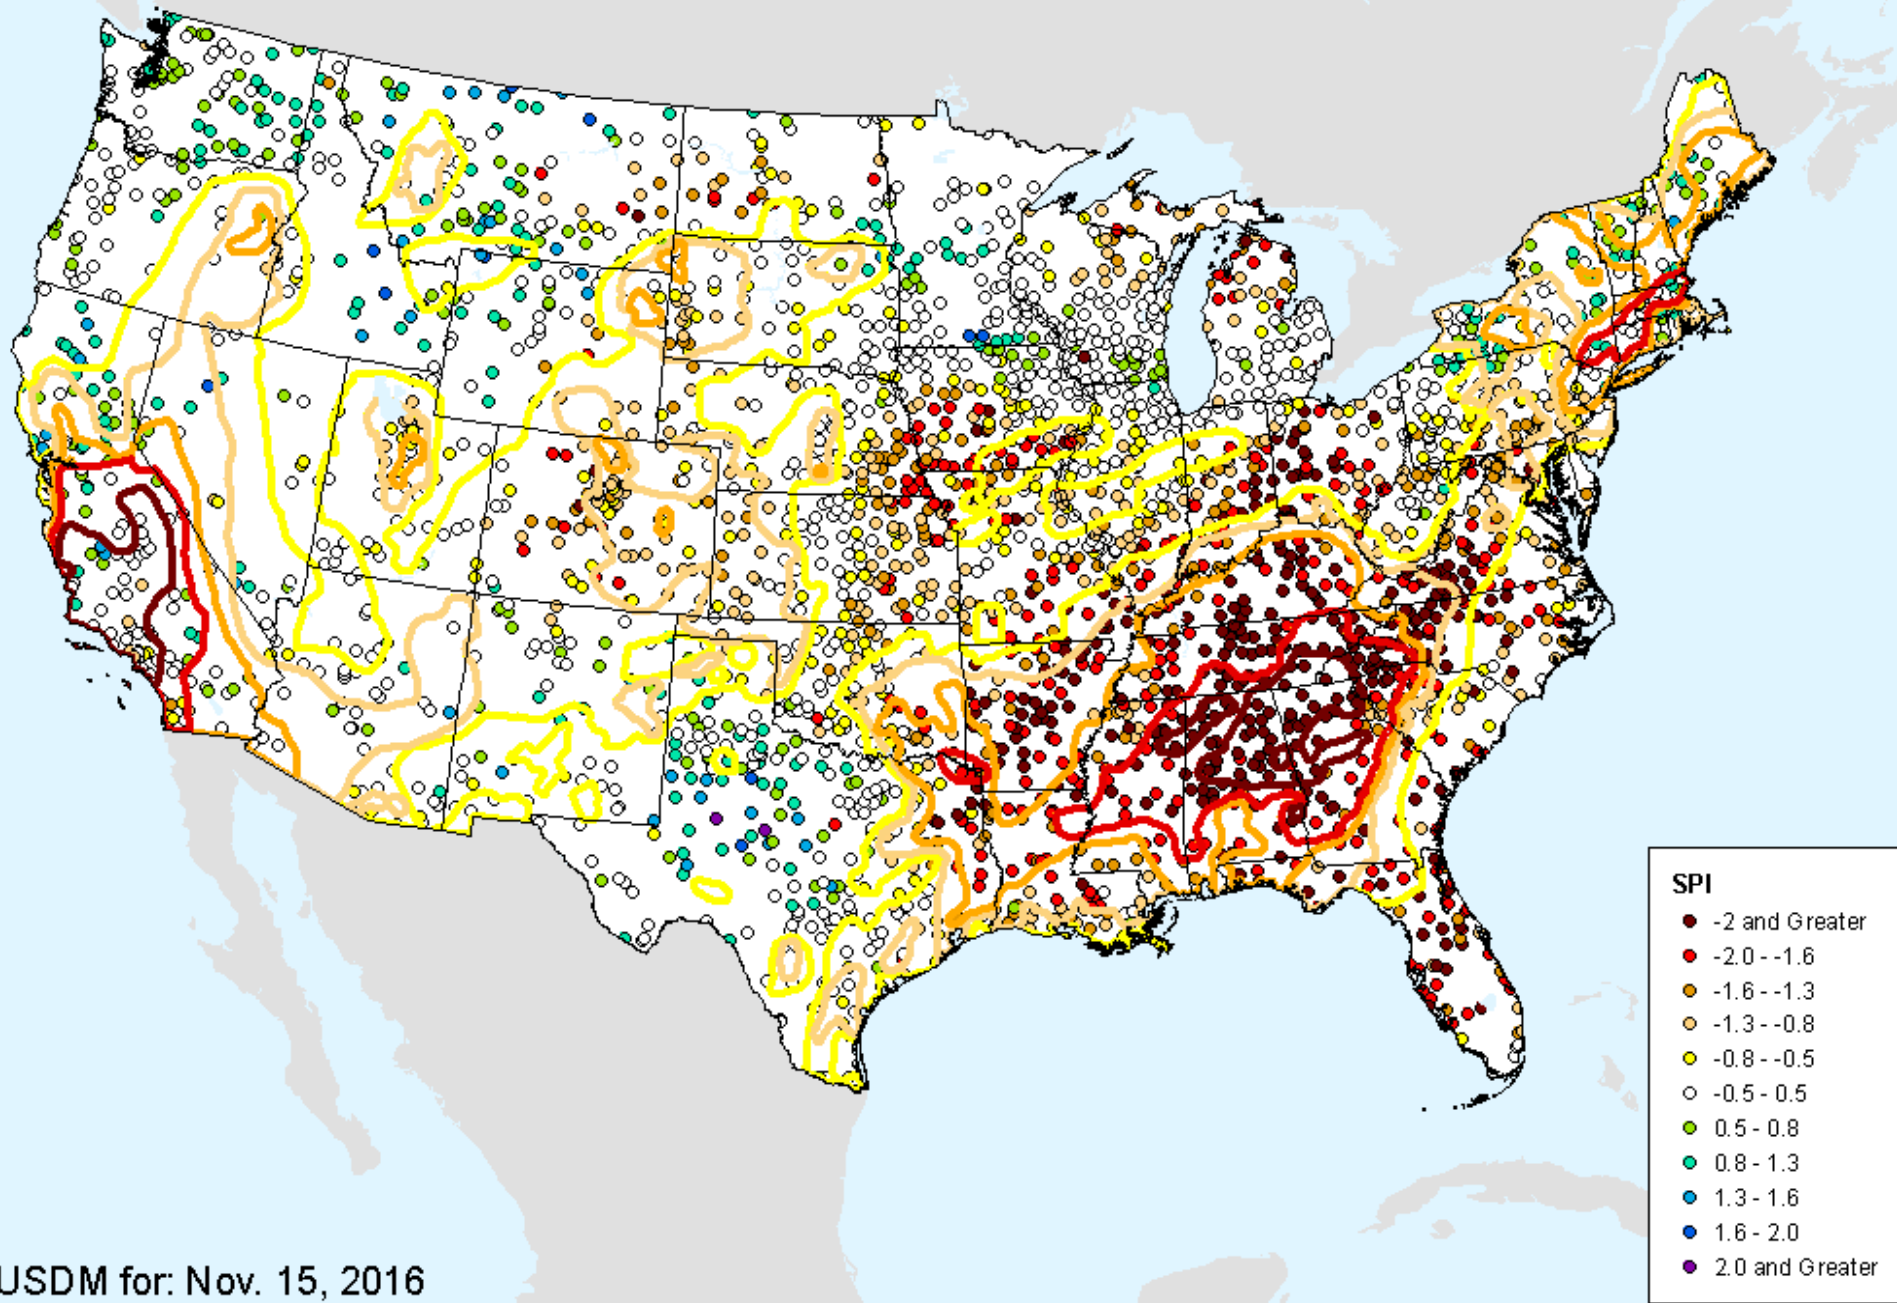 SPI
-2 and Greater
-2.0 - -1.6
-1.6 - -1.3
-1.3 - -0.8
-0.8 - -0.5
-0.5 - 0.5
0.5 - 0.8
0.8 - 1.3
1.3 - 1.6
1.6 - 2.0
2.0 and Greater
USDM for: Nov. 15, 2016